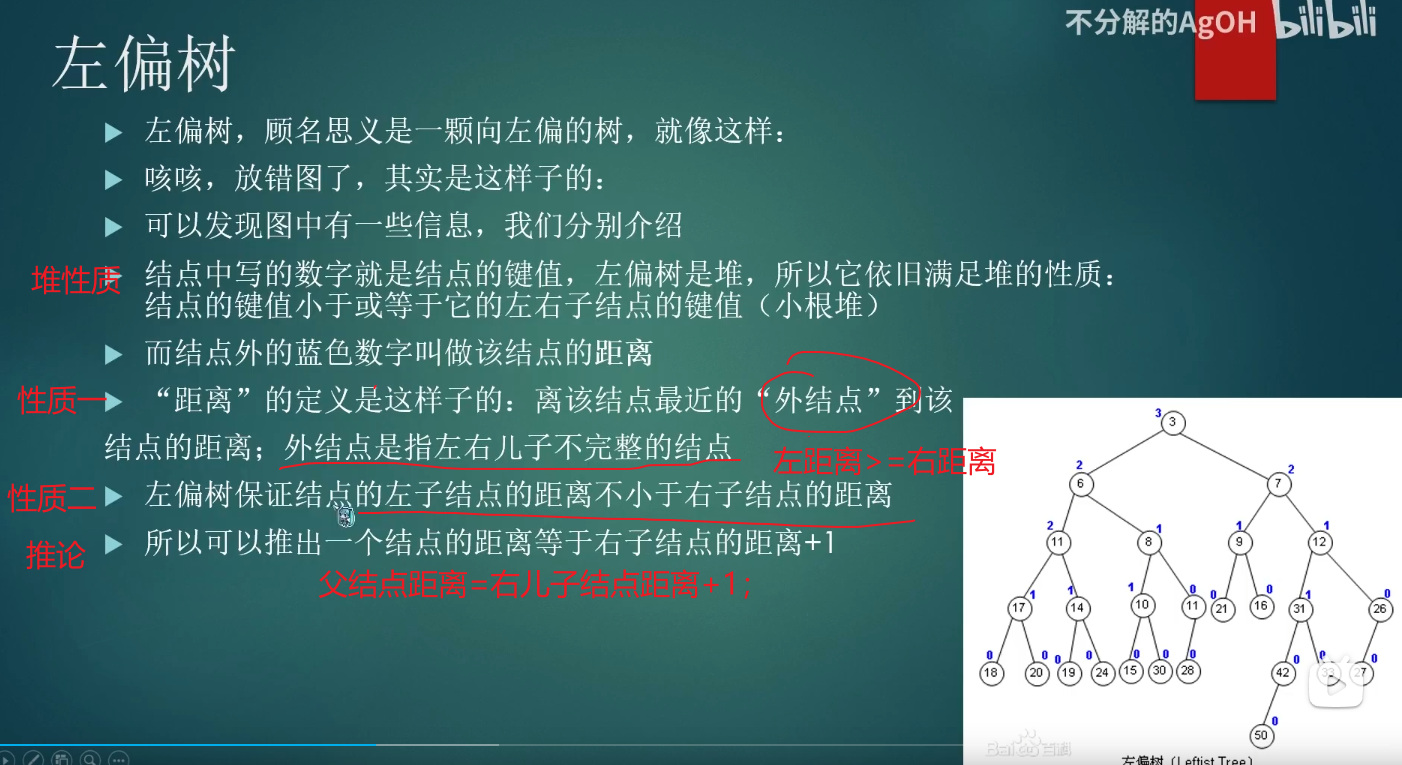 不分解的AgOH bilibili
左偏树
左偏树，顾名思义是一颗向左偏的树，就像这样：
咳咳，放错图了，其实是这样子的：
可以发现图中有一些信息，我们分别介绍
堆性质
结点中写的数字就是结点的键值，左偏树是堆，所以它依旧满足堆的性质：
结点的键值小于或等于它的左右子结点的键值（小根堆）
而结点外的蓝色数字叫做该结点的距离
性质一
“距离”的定义是这样子的：离该结点最近的“外结点”到该
结点的距离；外结点是指左右儿子不完整的结点
左距离>=右距离
性质二
左偏树保证结点的左子结点的距离不小于右子结点的距离
推论
所以可以推出一个结点的距离等于右子结点的距离+1
父结点距离=右儿子结点距离+1；
3 3
2 6 7 2
2 11 8 1 1 9 12 1
17 1 1 14 1 10 0 11 0 21 16 0 31 1 26 0
0 18 20 0 0 19 0 24 15 0 30 0 28 0 42 0 33 0 27 0
50 0
Baidu百科
左偏树（Leftist Tree）